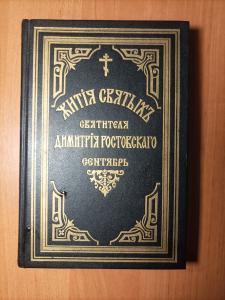 ЖИТІЯ СВЯТЫХЪ
СВЯТИТЕЛЯ
ДИМИТРІЯ РОСТОВСКАГО
СЕНТЯБРЬ